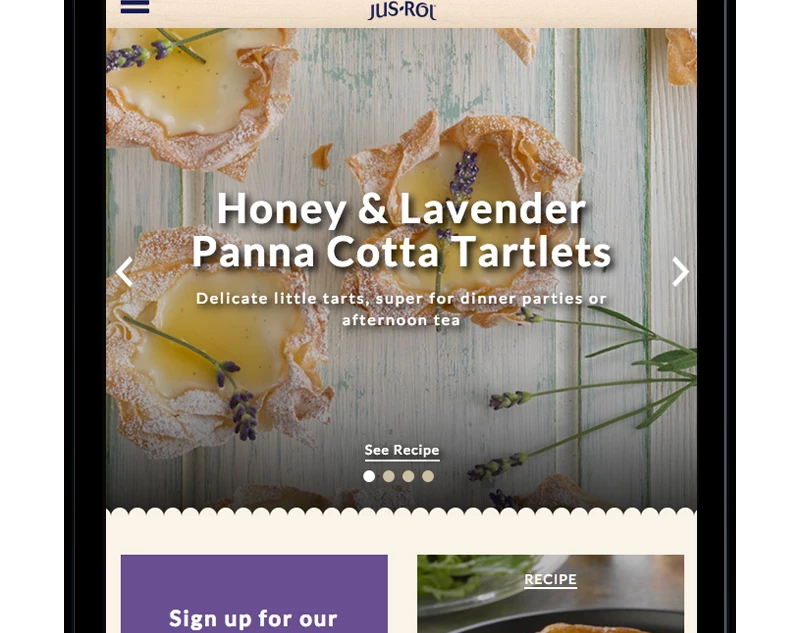 JUS-ROL
Honey & Lavender
Panna Cotta Tartlets
Delicate little tarts, super for dinner parties or
afternoon tea
See Recipe
RECIPE
Sign up for our